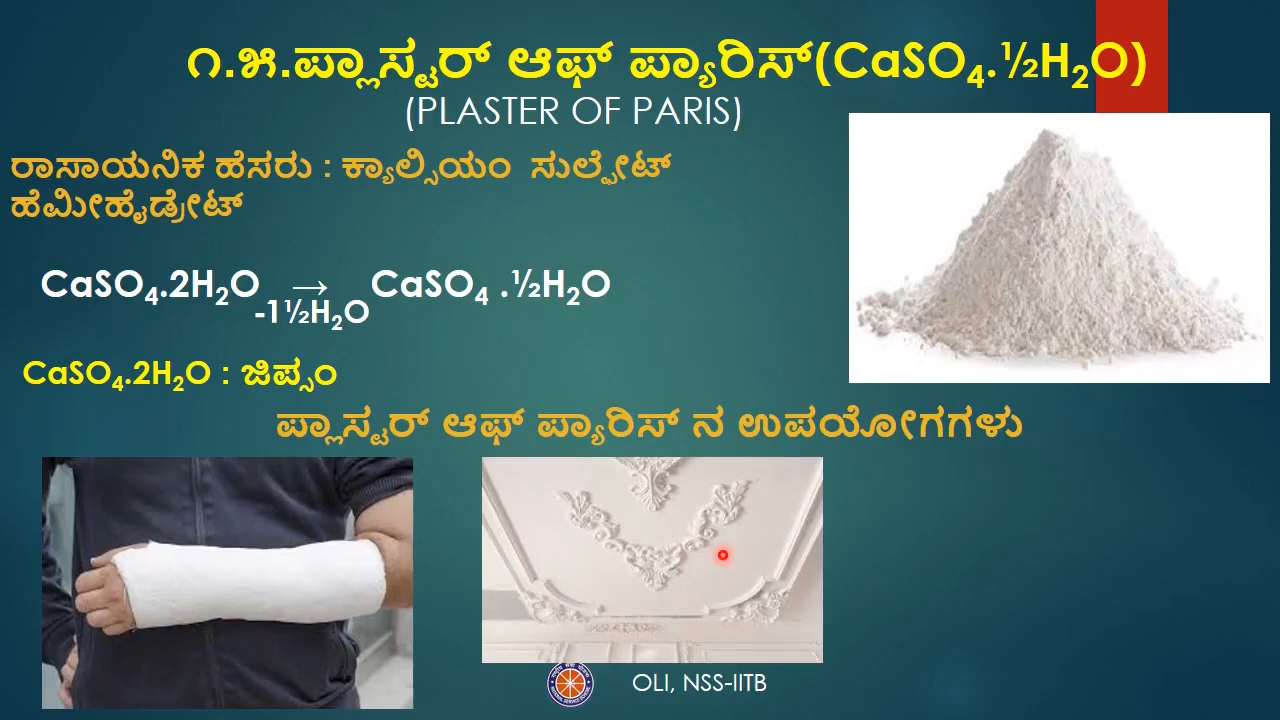 ೧.೫.ಪ್ಲಾಸ್ಟರ್ ಆಫ್ ಪ್ಯಾರಿಸ್(CaSO₄.½H₂O)
(PLASTER OF PARIS)
ರಾಸಾಯನಿಕ ಹೆಸರು : ಕ್ಯಾಲ್ಸಿಯಂ ಸುಲ್ಫೇಟ್
ಹೆಮೀಹೈಡ್ರೇಟ್
CaSO₄.2H₂O → CaSO₄ .½H₂O
-1½H₂O
CaSO₄.2H₂O : ಜಿಪ್ಸಂ
ಪ್ಲಾಸ್ಟರ್ ಆಫ್ ಪ್ಯಾರಿಸ್ ನ ಉಪಯೋಗಗಳು
OLI, NSS-IITB